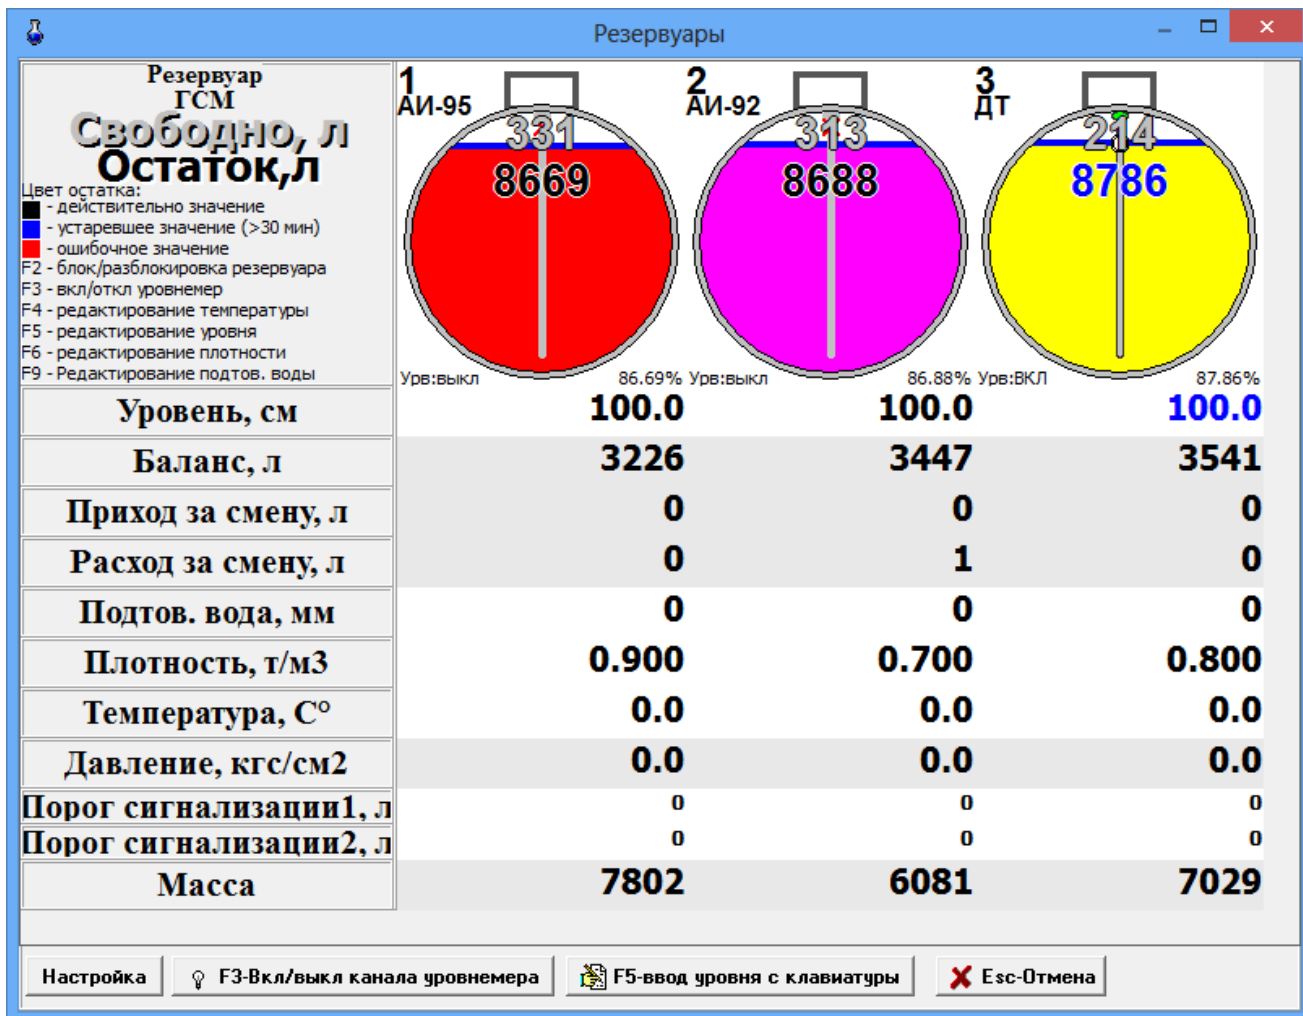 Резервуары
Резервуар
ГСМ
Свободно, л
Остаток,л
Цвет остатка:
- действительно значение
- устаревшее значение (>30 мин)
- ошибочное значение
F2 - блок/разблокировка резервуара
F3 - вкл/откл уровнемер
F4 - редактирование температуры
F5 - редактирование уровня
F6 - редактирование плотности
F9 - Редактирование подтов. воды
1
АИ-95
331
8669
Урв:выкл 86.69%
2
АИ-92
313
8688
Урв:выкл 86.88%
3
ДТ
214
8786
Урв:ВКЛ 87.86%
Уровень, см 100.0 100.0 100.0
Баланс, л 3226 3447 3541
Приход за смену, л 0 0 0
Расход за смену, л 0 1 0
Подтов. вода, мм 0 0 0
Плотность, т/м3 0.900 0.700 0.800
Температура, С° 0.0 0.0 0.0
Давление, кгс/см2 0.0 0.0 0.0
Порог сигнализации1, л 0 0 0
Порог сигнализации2, л 0 0 0
Масса 7802 6081 7029
Настройка F3-Вкл/выкл канала уровнемера F5-ввод уровня с клавиатуры Esc-Отмена